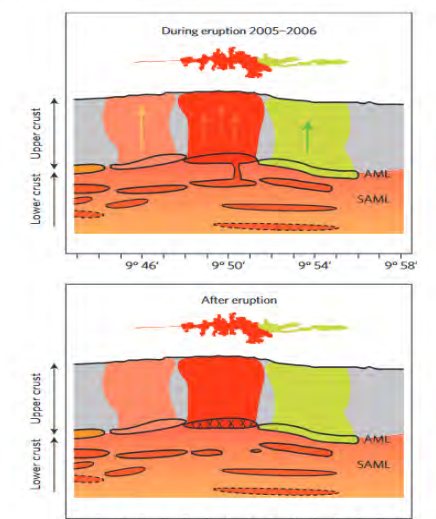 During eruption 2005–2006
Upper crust
Lower crust
AML
SAML
9° 46'
9° 50'
9° 54'
9° 58'
After eruption
Upper crust
Lower crust
AML
SAML